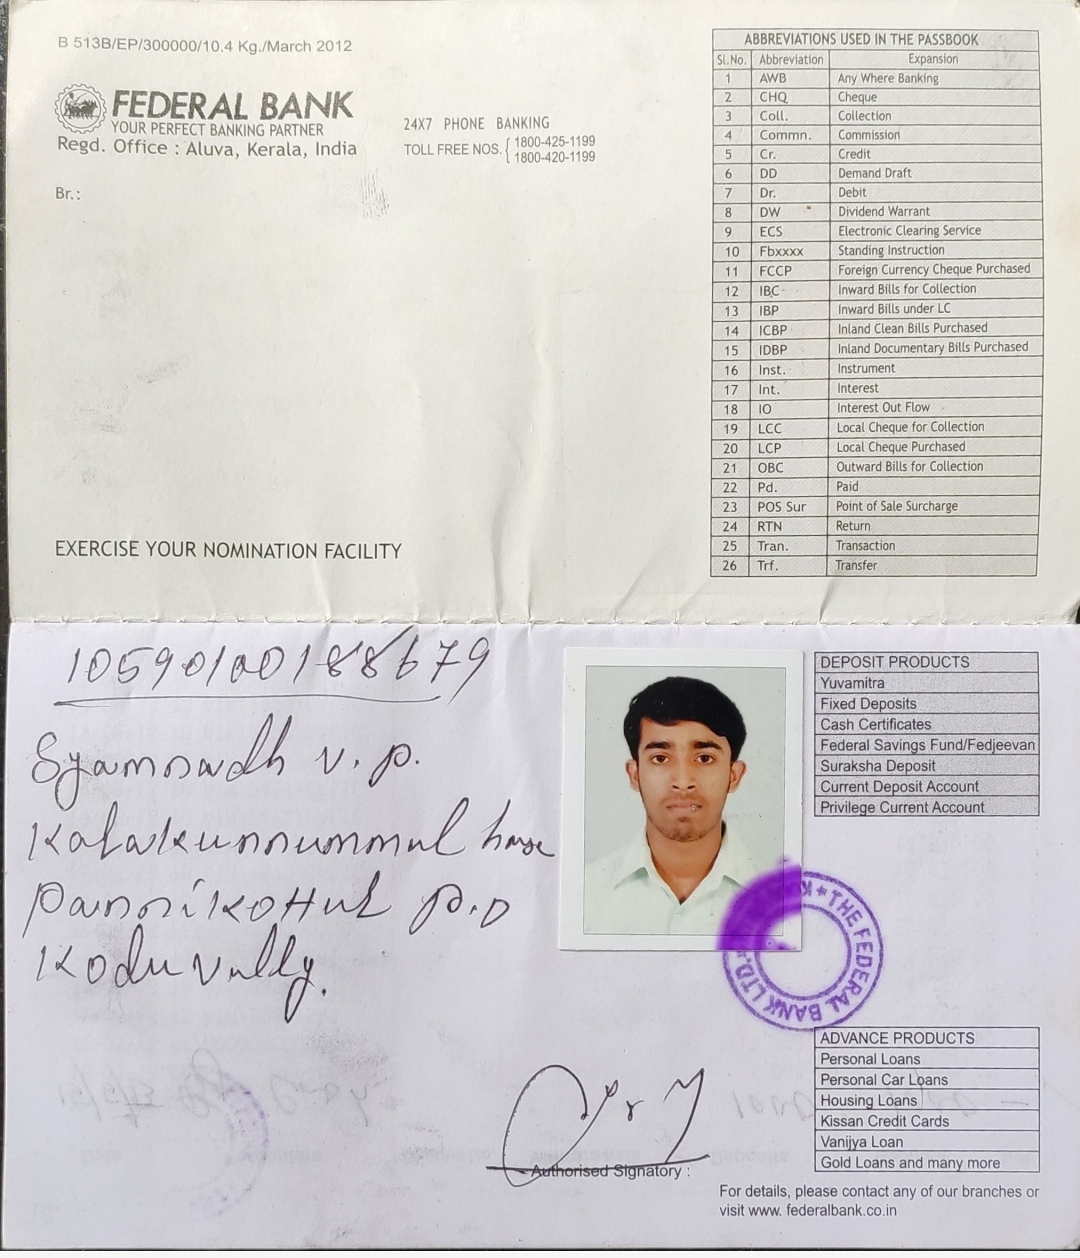 B 513B/EP/300000/10.4 Kg./March 2012
FEDERAL BANK
YOUR PERFECT BANKING PARTNER
Regd. Office : Aluva, Kerala, India
24X7 PHONE BANKING
TOLL FREE NOS. { 1800-425-1199
1800-420-1199
Br.:
EXERCISE YOUR NOMINATION FACILITY
ABBREVIATIONS USED IN THE PASSBOOK
Sl.No. Abbreviation Expansion
1 AWB Any Where Banking
2 CHQ Cheque
3 Coll. Collection
4 Commn. Commission
5 Cr. Credit
6 DD Demand Draft
7 Dr. Debit
8 DW Dividend Warrant
9 ECS Electronic Clearing Service
10 Fbxxxx Standing Instruction
11 FCCP Foreign Currency Cheque Purchased
12 IBC Inward Bills for Collection
13 IBP Inward Bills under LC
14 ICBP Inland Clean Bills Purchased
15 IDBP Inland Documentary Bills Purchased
16 Inst. Instrument
17 Int. Interest
18 IO Interest Out Flow
19 LCC Local Cheque for Collection
20 LCP Local Cheque Purchased
21 OBC Outward Bills for Collection
22 Pd. Paid
23 POS Sur Point of Sale Surcharge
24 RTN Return
25 Tran. Transaction
26 Trf. Transfer
10590100188679
Syamnadh v.p.
Kalakunnummal house
Pannikottur p.o
Koduvally.
DEPOSIT PRODUCTS
Yuvamitra
Fixed Deposits
Cash Certificates
Federal Savings Fund/Fedjeevan
Suraksha Deposit
Current Deposit Account
Privilege Current Account
THE FEDERAL BANK LTD.
ADVANCE PRODUCTS
Personal Loans
Personal Car Loans
Housing Loans
Kissan Credit Cards
Vanijya Loan
Gold Loans and many more
Authorised Signatory :
For details, please contact any of our branches or
visit www. federalbank.co.in